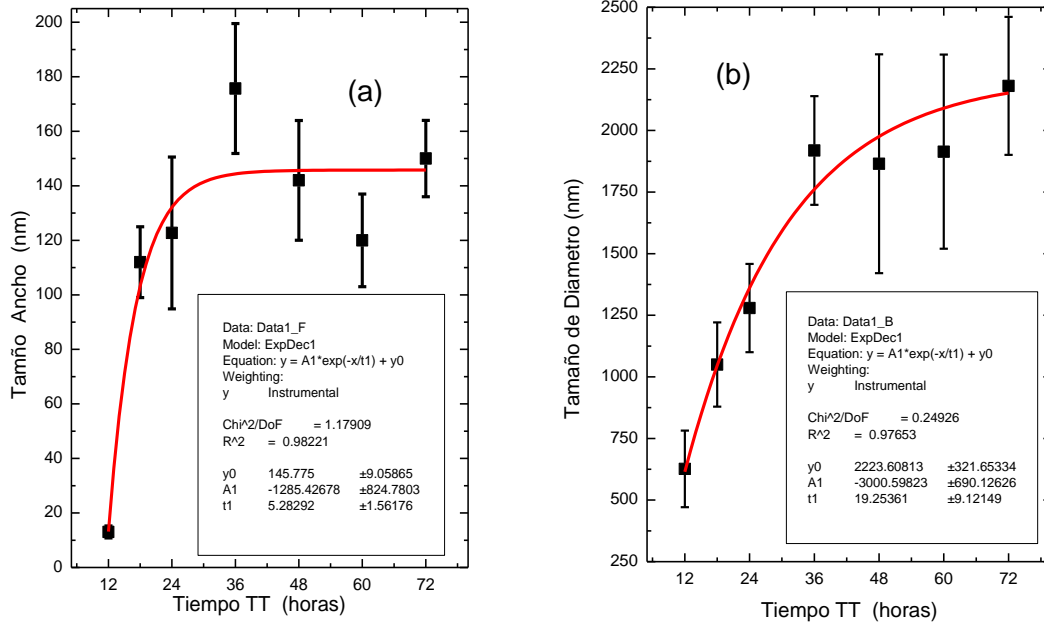 (a)
Tamaño Ancho (nm)
200
180
160
140
120
100
80
60
40
20
0
Data: Data1_F
Model: ExpDec1
Equation: y = A1*exp(-x/t1) + y0
Weighting:
y Instrumental
Chi^2/DoF = 1.17909
R^2 = 0.98221
y0 145.775 ±9.05865
A1 -1285.42678 ±824.7803
t1 5.28292 ±1.56176
12 24 36 48 60 72
Tiempo TT (horas)
(b)
Tamaño de Diametro (nm)
2500
2250
2000
1750
1500
1250
1000
750
500
250
Data: Data1_B
Model: ExpDec1
Equation: y = A1*exp(-x/t1) + y0
Weighting:
y Instrumental
Chi^2/DoF = 0.24926
R^2 = 0.97653
y0 2223.60813 ±321.65334
A1 -3000.59823 ±690.12626
t1 19.25361 ±9.12149
12 24 36 48 60 72
Tiempo TT (horas)